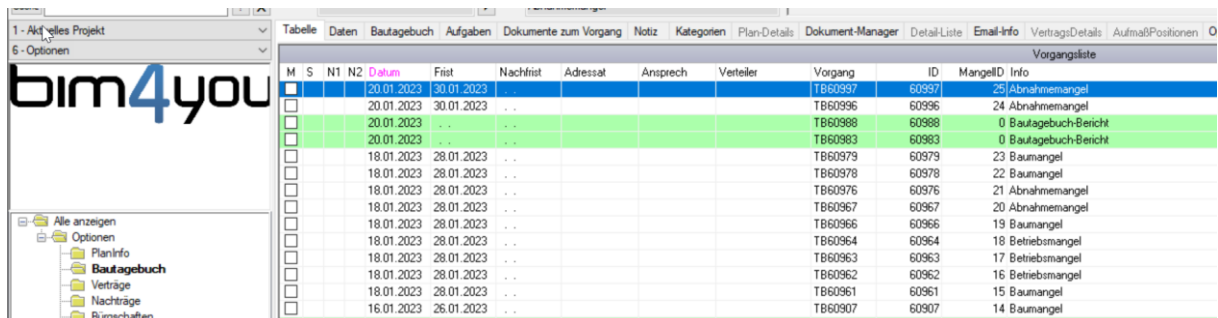 1 - Aktuelles Projekt
6 - Optionen
bim4you
Alle anzeigen
Optionen
PlanInfo
Bautagebuch
Verträge
Nachträge
Bürgschaften
Tabelle Daten Bautagebuch Aufgaben Dokumente zum Vorgang Notiz Kategorien Plan-Details Dokument-Manager Detail-Liste Email-Info VertragsDetails AufmaßPositionen O
Vorgangsliste
M S N1 N2 Datum Frist Nachfrist Adressat Ansprech Verteiler Vorgang ID MangelID Info
20.01.2023 30.01.2023 . . TB60997 60997 25 Abnahmemangel
20.01.2023 30.01.2023 . . TB60996 60996 24 Abnahmemangel
20.01.2023 . . . . TB60988 60988 0 Bautagebuch-Bericht
20.01.2023 . . . . TB60983 60983 0 Bautagebuch-Bericht
18.01.2023 28.01.2023 . . TB60979 60979 23 Baumangel
18.01.2023 28.01.2023 . . TB60978 60978 22 Baumangel
18.01.2023 28.01.2023 . . TB60976 60976 21 Abnahmemangel
18.01.2023 28.01.2023 . . TB60967 60967 20 Abnahmemangel
18.01.2023 28.01.2023 . . TB60966 60966 19 Baumangel
18.01.2023 28.01.2023 . . TB60964 60964 18 Betriebsmangel
18.01.2023 28.01.2023 . . TB60963 60963 17 Betriebsmangel
18.01.2023 28.01.2023 . . TB60962 60962 16 Betriebsmangel
18.01.2023 28.01.2023 . . TB60961 60961 15 Baumangel
16.01.2023 26.01.2023 . . TB60907 60907 14 Baumangel